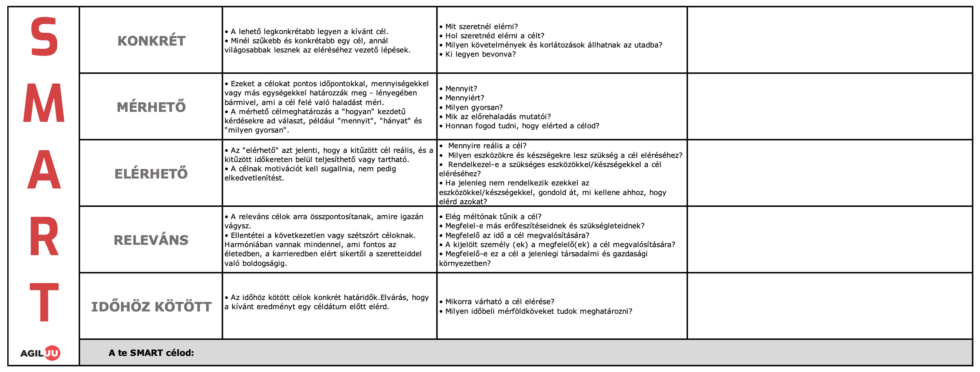 S
KONKRÉT
• A lehető legkonkrétabb legyen a kívánt cél.
• Minél szűkebb és konkrétabb egy cél, annál
világosabbak lesznek az eléréséhez vezető lépések.
• Mit szeretnél elérni?
• Hol szeretnéd elérni a célt?
• Milyen követelmények és korlátozások állhatnak az utadba?
• Ki legyen bevonva?
M
MÉRHETŐ
• Ezeket a célokat pontos időpontokkal, mennyiségekkel
vagy más egységekkel határozzák meg - lényegében
bármivel, ami a cél felé való haladást méri.
• A mérhető célmeghatározás a "hogyan" kezdetű
kérdésekre ad választ, például "mennyit", "hányat" és
"milyen gyorsan".
• Mennyit?
• Mennyiért?
• Milyen gyorsan?
• Mik az előrehaladás mutatói?
• Honnan fogod tudni, hogy elérted a célod?
A
ELÉRHETŐ
• Az "elérhető" azt jelenti, hogy a kitűzött cél reális, és a
kitűzött időkereten belül teljesíthető vagy tartható.
• A célnak motivációt kell sugallnia, nem pedig
elkedvetlenítést.
• Mennyire reális a cél?
• Milyen eszközökre és készségekre lesz szükség a cél eléréséhez?
• Rendelkezel-e a szükséges eszközökkel/készségekkel a cél
eléréséhez?
• Ha jelenleg nem rendelkezik ezekkel az
eszközökkel/készségekkel, gondold át, mi kellene ahhoz, hogy
elérd azokat?
R
RELEVÁNS
• A releváns célok arra összpontosítanak, amire igazán
vágysz.
• Ellentétei a következetlen vagy szétszórt céloknak.
Harmóniában vannak mindennel, ami fontos az
életedben, a karrieredben elért sikertől a szeretteiddel
való boldogságig.
• Elég méltónak tűnik a cél?
• Megfelel-e más erőfeszítéseidnek és szükségleteidnek?
• Megfelelő az idő a cél megvalósítására?
• A kijelölt személy (ek) a megfelelő(ek) a cél megvalósítására?
• Megfelelő-e ez a cél a jelenlegi társadalmi és gazdasági
környezetben?
T
IDŐHÖZ KÖTÖTT
• Az időhöz kötött célok konkrét határidők.Elvárás, hogy
a kívánt eredményt egy céldátum előtt elérd.
• Mikorra várható a cél elérése?
• Milyen időbeli mérföldköveket tudok meghatározni?
AGILJU
A te SMART célod: